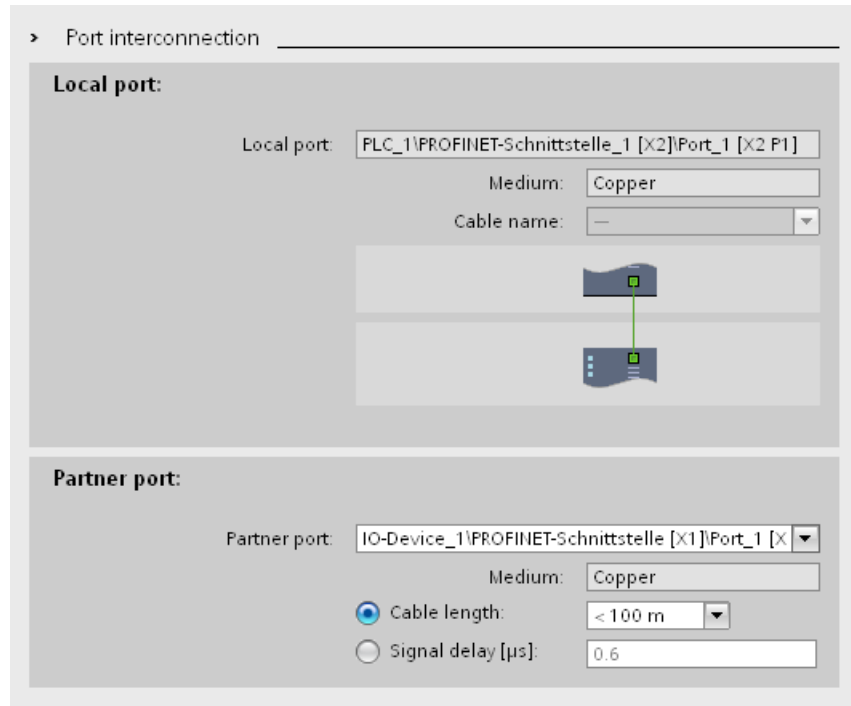 Port interconnection
Local port:
Local port: PLC_1\PROFINET-Schnittstelle_1 [X2]\Port_1 [X2 P1]
Medium: Copper
Cable name: —
Partner port:
Partner port: IO-Device_1\PROFINET-Schnittstelle [X1]\Port_1 [X
Medium: Copper
Cable length: < 100 m
Signal delay [µs]: 0.6